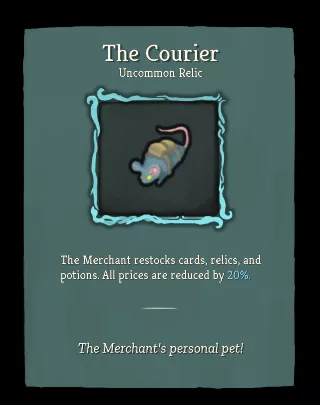 The Courier
Uncommon Relic
The Merchant restocks cards, relics, and
potions. All prices are reduced by 20%.
The Merchant's personal pet!